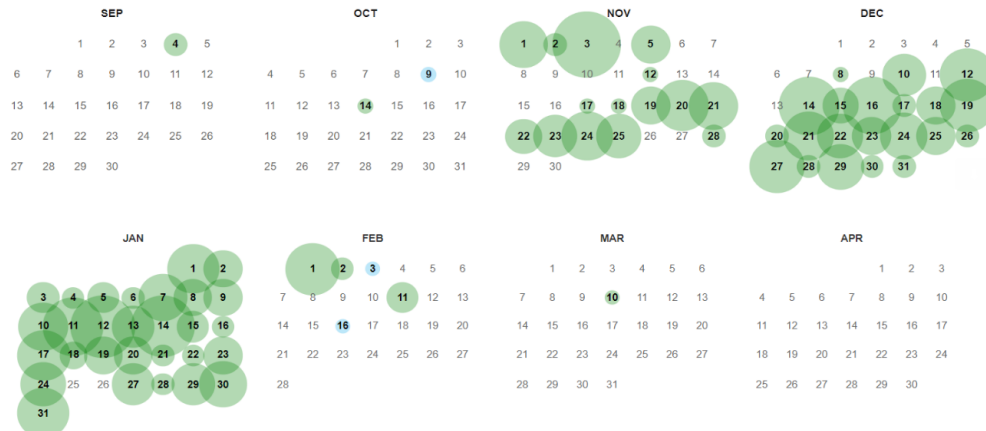 SEP OCT NOV DEC
1 2 3 4 5 1 2 3 1 2 3 4 5 6 7 1 2 3 4 5
6 7 8 9 10 11 12 4 5 6 7 8 9 10 8 9 10 11 12 13 14 6 7 8 9 10 11 12
13 14 15 16 17 18 19 11 12 13 14 15 16 17 15 16 17 18 19 20 21 13 14 15 16 17 18 19
20 21 22 23 24 25 26 18 19 20 21 22 23 24 22 23 24 25 26 27 28 20 21 22 23 24 25 26
27 28 29 30 25 26 27 28 29 30 31 29 30 27 28 29 30 31
JAN FEB MAR APR
1 2 1 2 3 4 5 6 1 2 3 4 5 6 1 2 3
3 4 5 6 7 8 9 7 8 9 10 11 12 13 7 8 9 10 11 12 13 4 5 6 7 8 9 10
10 11 12 13 14 15 16 14 15 16 17 18 19 20 14 15 16 17 18 19 20 11 12 13 14 15 16 17
17 18 19 20 21 22 23 21 22 23 24 25 26 27 21 22 23 24 25 26 27 18 19 20 21 22 23 24
24 25 26 27 28 29 30 28 28 29 30 31 25 26 27 28 29 30
31